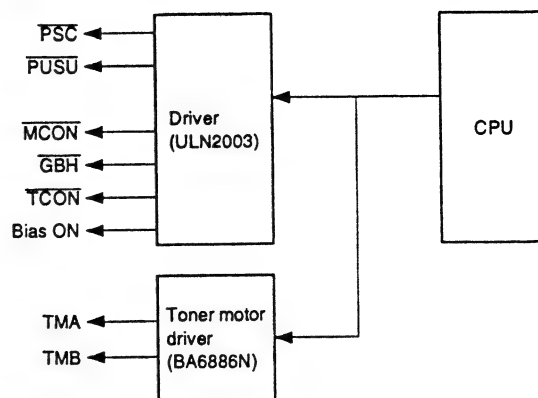 PSC
PUSU
MCON
GBH
TCON
Bias ON
Driver
(ULN2003)
CPU
TMA
TMB
Toner motor
driver
(BA6886N)